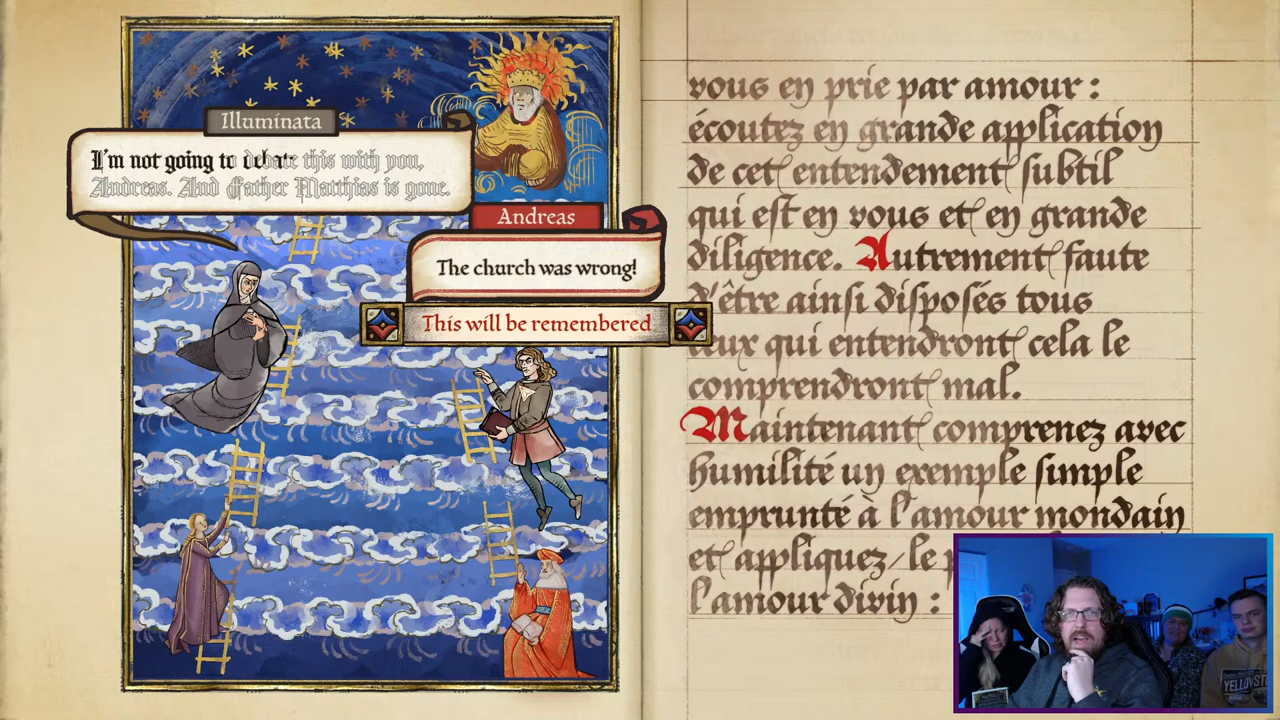 Illuminata
I'm not going to debate this with you,
Andreas. And Father Matthias is gone.
Andreas
The church was wrong!
This will be remembered
vous en prie par amour :
écoutez en grande application
de cet entendement subtil
qui est en vous et en grande
diligence. Autrement faute
d'être ainsi disposés tous
ceux qui entendront cela le
comprendront mal.
Maintenant comprenez avec
humilité un exemple simple
emprunté à l'amour mondain
et appliquez/le
l'amour divin :